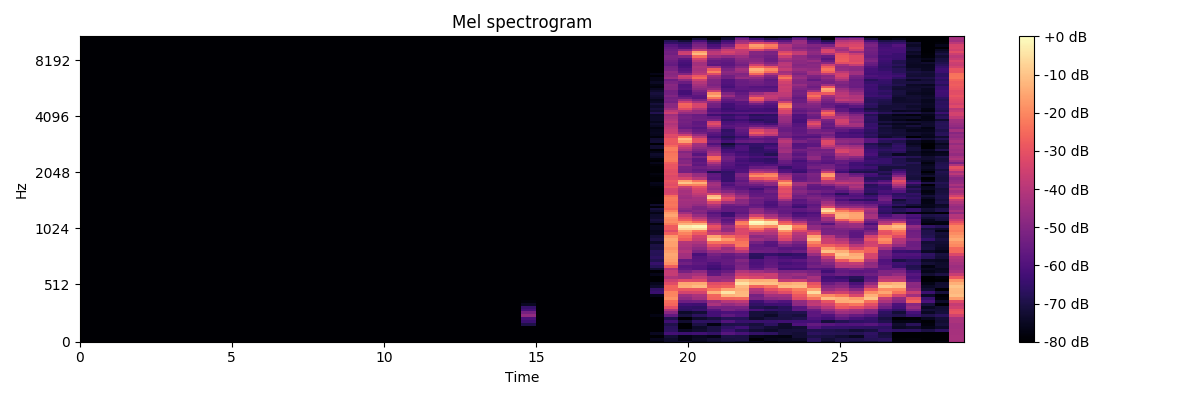 Mel spectrogram
8192
4096
2048
1024
512
0
Hz
0 5 10 15 20 25
Time
+0 dB
-10 dB
-20 dB
-30 dB
-40 dB
-50 dB
-60 dB
-70 dB
-80 dB